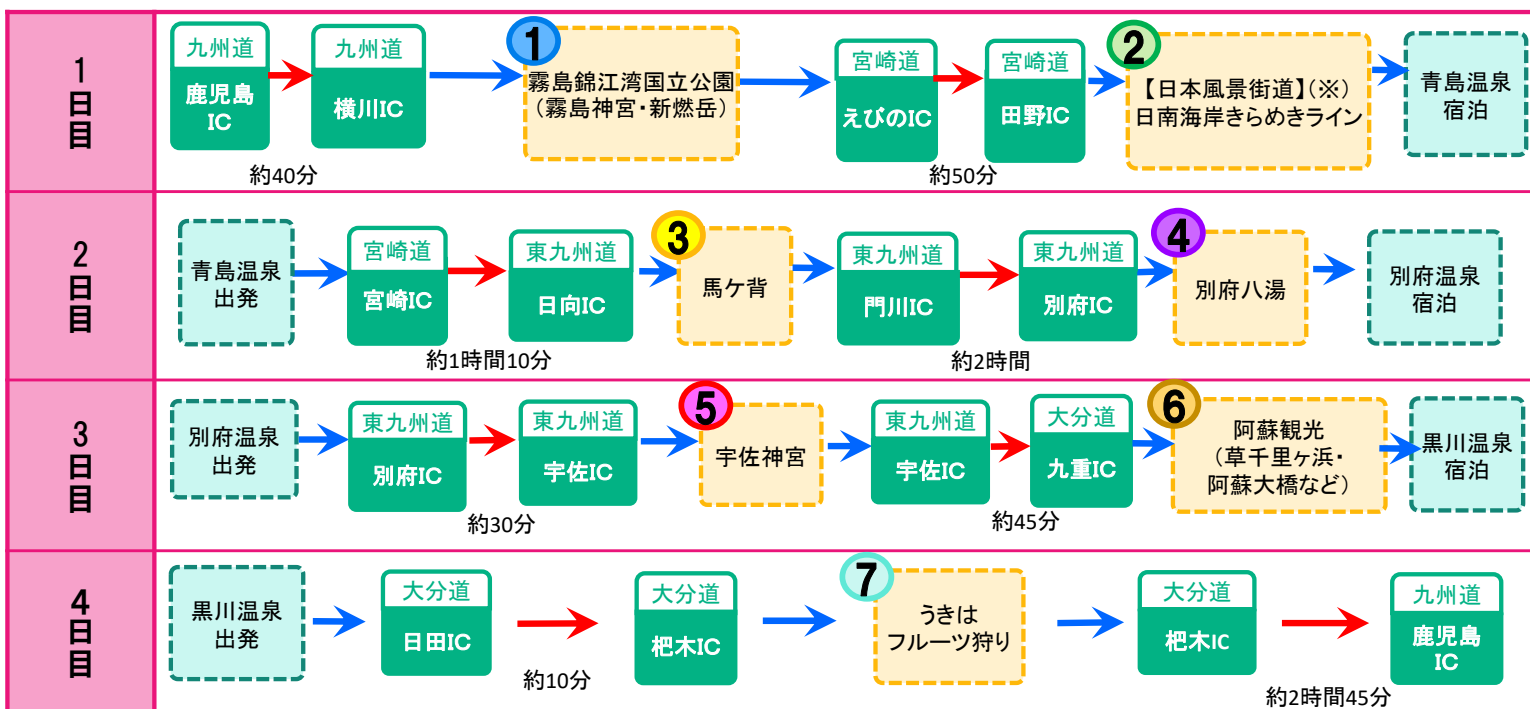 1
日
目
九州道
鹿児島
IC
九州道
横川IC
約40分
1
霧島錦江湾国立公園
(霧島神宮・新燃岳)
宮崎道
えびのIC
宮崎道
田野IC
約50分
2
【日本風景街道】(※)
日南海岸きらめきライン
青島温泉
宿泊
2
日
目
青島温泉
出発
宮崎道
宮崎IC
東九州道
日向IC
約1時間10分
3
馬ケ背
東九州道
門川IC
東九州道
別府IC
約2時間
4
別府八湯
別府温泉
宿泊
3
日
目
別府温泉
出発
東九州道
別府IC
東九州道
宇佐IC
約30分
5
宇佐神宮
東九州道
宇佐IC
大分道
九重IC
約45分
6
阿蘇観光
(草千里ヶ浜・
阿蘇大橋など)
黒川温泉
宿泊
4
日
目
黒川温泉
出発
大分道
日田IC
大分道
杷木IC
約10分
7
うきは
フルーツ狩り
大分道
杷木IC
九州道
鹿児島
IC
約2時間45分